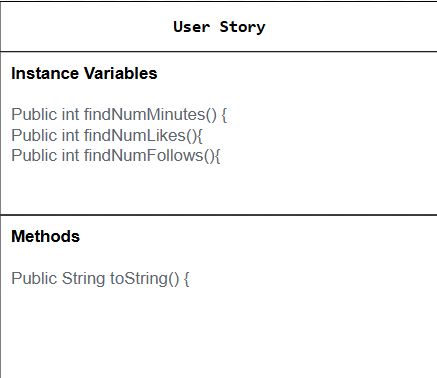 User Story
Instance Variables
Public int findNumMinutes() {
Public int findNumLikes(){
Public int findNumFollows(){
Methods
Public String toString() {